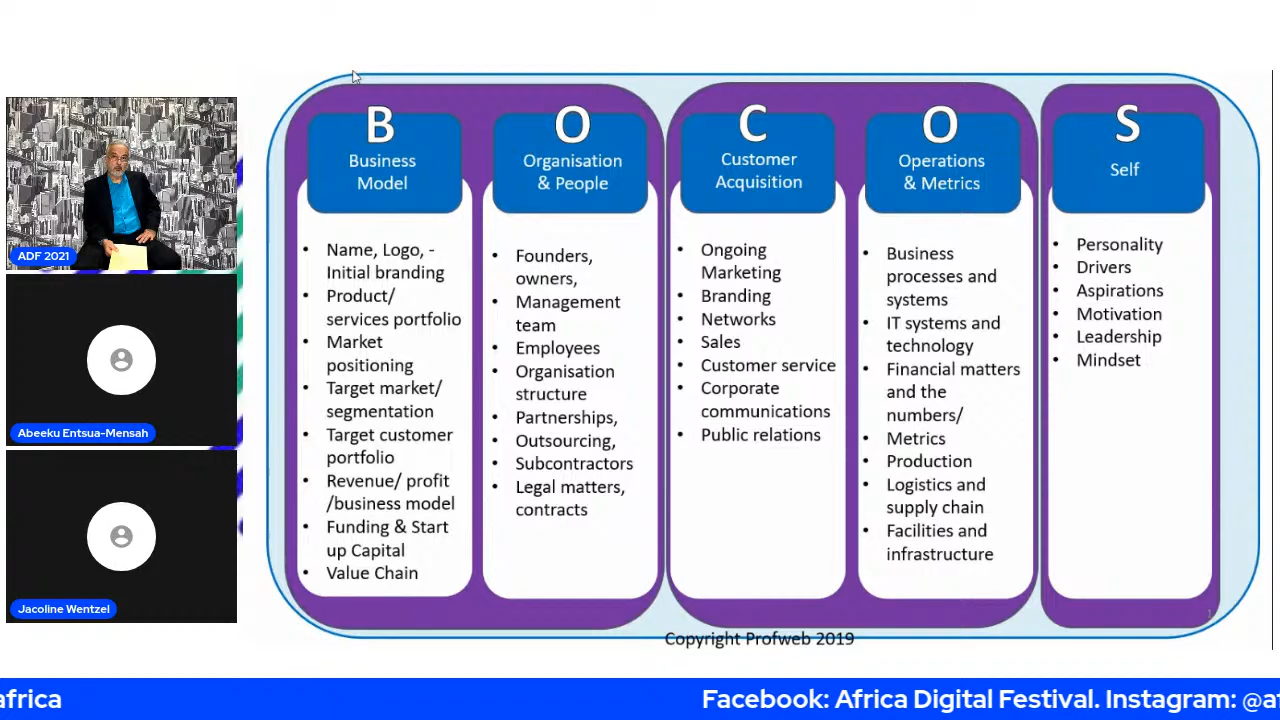 ADF 2021
Abeeku Entsua-Mensah
Jacoline Wentzel
B
Business
Model
• Name, Logo, -
Initial branding
• Product/
services portfolio
• Market
positioning
• Target market/
segmentation
• Target customer
portfolio
• Revenue/ profit
/business model
• Funding & Start
up Capital
• Value Chain
O
Organisation
& People
• Founders,
owners,
• Management
team
• Employees
• Organisation
structure
• Partnerships,
• Outsourcing,
• Subcontractors
• Legal matters,
contracts
C
Customer
Acquisition
• Ongoing
Marketing
• Branding
• Networks
• Sales
• Customer service
• Corporate
communications
• Public relations
O
Operations
& Metrics
• Business
processes and
systems
• IT systems and
technology
• Financial matters
and the
numbers/
• Metrics
• Production
• Logistics and
supply chain
• Facilities and
infrastructure
S
Self
• Personality
• Drivers
• Aspirations
• Motivation
• Leadership
• Mindset
1
Copyright Profweb 2019
africa Facebook: Africa Digital Festival. Instagram: @af